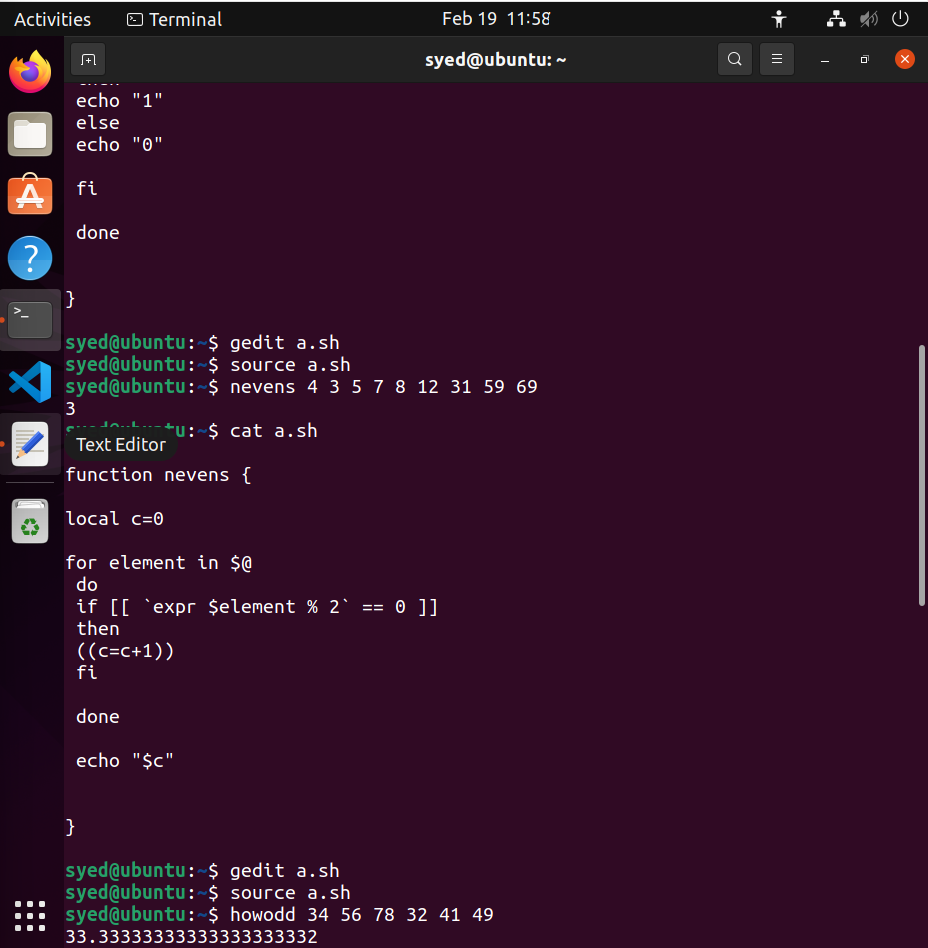 Activities Terminal Feb 19 11:58
syed@ubuntu: ~
echo "1"
else
echo "0"
fi
done
}
syed@ubuntu:~$ gedit a.sh
syed@ubuntu:~$ source a.sh
syed@ubuntu:~$ nevens 4 3 5 7 8 12 31 59 69
3
:~$ cat a.sh
Text Editor
function nevens {
local c=0
for element in $@
do
if [[ `expr $element % 2` == 0 ]]
then
((c=c+1))
fi
done
echo "$c"
}
syed@ubuntu:~$ gedit a.sh
syed@ubuntu:~$ source a.sh
syed@ubuntu:~$ howodd 34 56 78 32 41 49
33.33333333333333333332